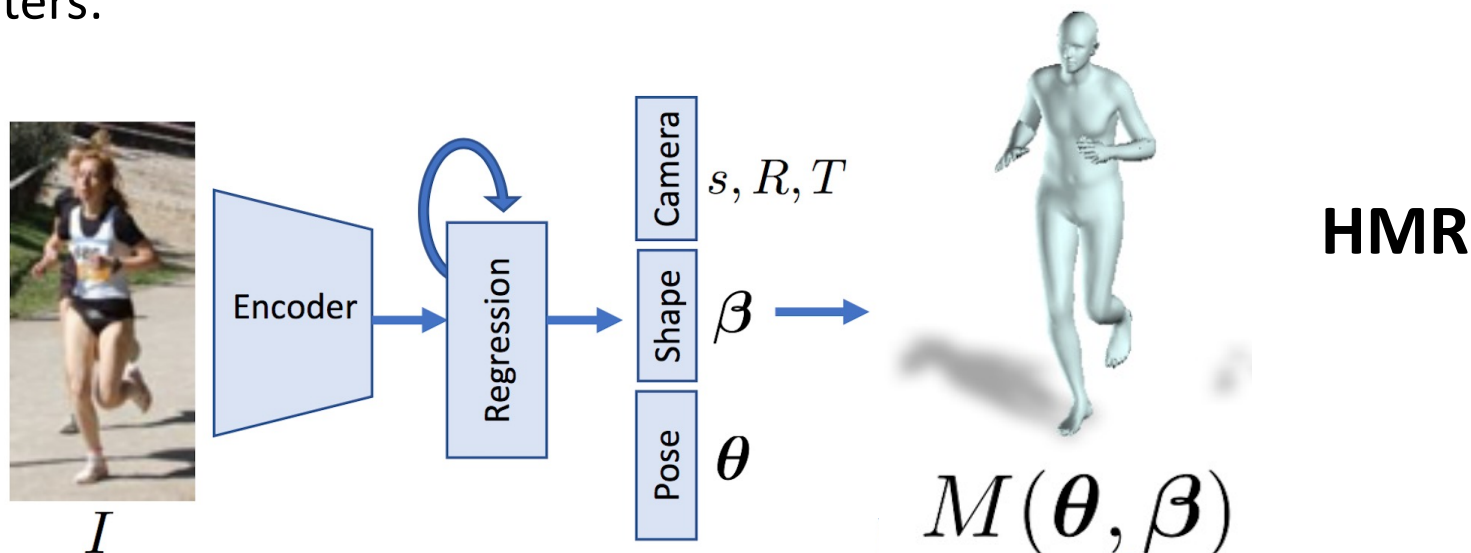 ters.
I
Encoder
Regression
Camera
s, R, T
Shape
β
Pose
θ
M(θ, β)
HMR